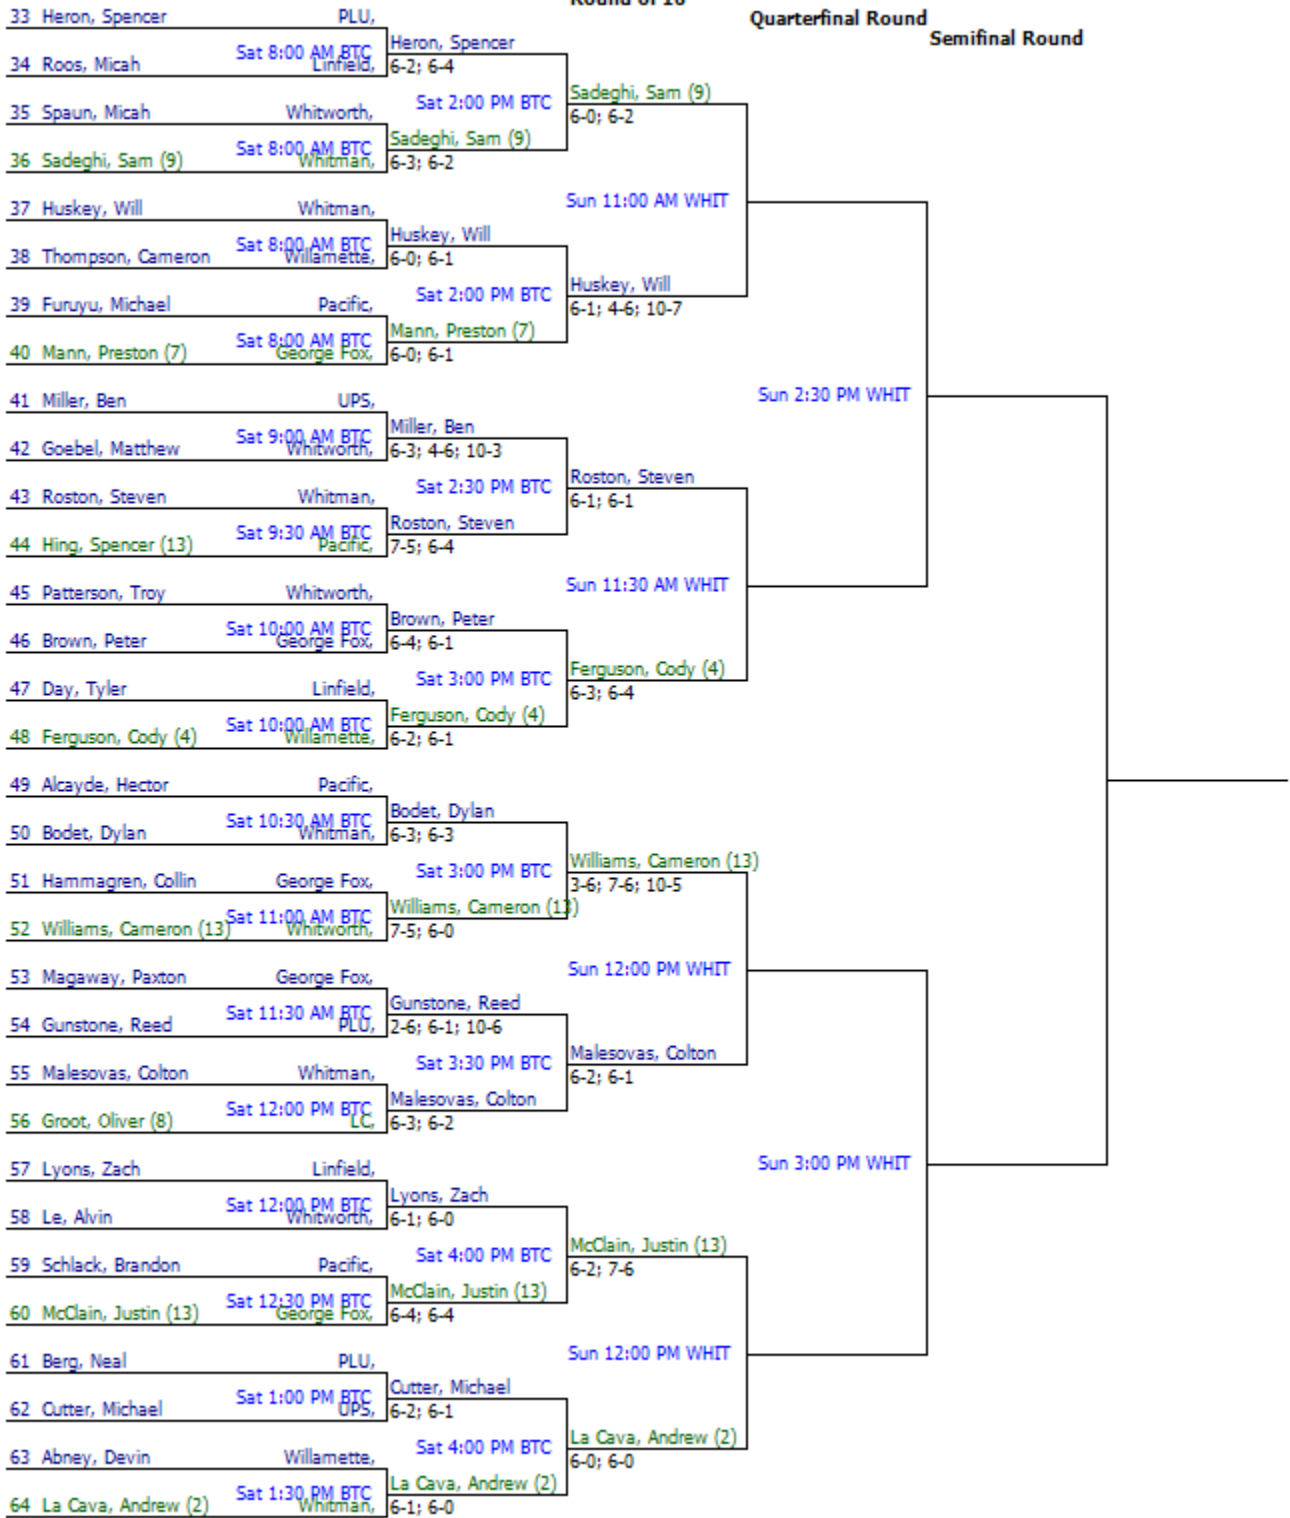 Round of 16
Quarterfinal Round
Semifinal Round
33 Heron, Spencer PLU,
Sat 8:00 AM BTC
34 Roos, Micah Linfield,
Heron, Spencer
6-2; 6-4
Sat 2:00 PM BTC
35 Spaun, Micah Whitworth,
Sat 8:00 AM BTC
36 Sadeghi, Sam (9) Whitman,
Sadeghi, Sam (9)
6-3; 6-2
Sadeghi, Sam (9)
6-0; 6-2
Sun 11:00 AM WHIT
37 Huskey, Will Whitman,
Sat 8:00 AM BTC
38 Thompson, Cameron Willamette,
Huskey, Will
6-0; 6-1
Sat 2:00 PM BTC
39 Furuyu, Michael Pacific,
Sat 8:00 AM BTC
40 Mann, Preston (7) George Fox,
Mann, Preston (7)
6-0; 6-1
Huskey, Will
6-1; 4-6; 10-7
Sun 2:30 PM WHIT
41 Miller, Ben UPS,
Sat 9:00 AM BTC
42 Goebel, Matthew Whitworth,
Miller, Ben
6-3; 4-6; 10-3
Sat 2:30 PM BTC
43 Roston, Steven Whitman,
Sat 9:30 AM BTC
44 Hing, Spencer (13) Pacific,
Roston, Steven
7-5; 6-4
Roston, Steven
6-1; 6-1
Sun 11:30 AM WHIT
45 Patterson, Troy Whitworth,
Sat 10:00 AM BTC
46 Brown, Peter George Fox,
Brown, Peter
6-4; 6-1
Sat 3:00 PM BTC
47 Day, Tyler Linfield,
Sat 10:00 AM BTC
48 Ferguson, Cody (4) Willamette,
Ferguson, Cody (4)
6-2; 6-1
Ferguson, Cody (4)
6-3; 6-4
49 Alcayde, Hector Pacific,
Sat 10:30 AM BTC
50 Bodet, Dylan Whitman,
Bodet, Dylan
6-3; 6-3
Sat 3:00 PM BTC
51 Hammagren, Collin George Fox,
Sat 11:00 AM BTC
52 Williams, Cameron (13) Whitworth,
Williams, Cameron (13)
7-5; 6-0
Williams, Cameron (13)
3-6; 7-6; 10-5
Sun 12:00 PM WHIT
53 Magaway, Paxton George Fox,
Sat 11:30 AM BTC
54 Gunstone, Reed PLU,
Gunstone, Reed
2-6; 6-1; 10-6
Sat 3:30 PM BTC
55 Malesovas, Colton Whitman,
Sat 12:00 PM BTC
56 Groot, Oliver (8) LC,
Malesovas, Colton
6-3; 6-2
Malesovas, Colton
6-2; 6-1
Sun 3:00 PM WHIT
57 Lyons, Zach Linfield,
Sat 12:00 PM BTC
58 Le, Alvin Whitworth,
Lyons, Zach
6-1; 6-0
Sat 4:00 PM BTC
59 Schlack, Brandon Pacific,
Sat 12:30 PM BTC
60 McClain, Justin (13) George Fox,
McClain, Justin (13)
6-4; 6-4
McClain, Justin (13)
6-2; 7-6
Sun 12:00 PM WHIT
61 Berg, Neal PLU,
Sat 1:00 PM BTC
62 Cutter, Michael UPS,
Cutter, Michael
6-2; 6-1
Sat 4:00 PM BTC
63 Abney, Devin Willamette,
Sat 1:30 PM BTC
64 La Cava, Andrew (2) Whitman,
La Cava, Andrew (2)
6-1; 6-0
La Cava, Andrew (2)
6-0; 6-0